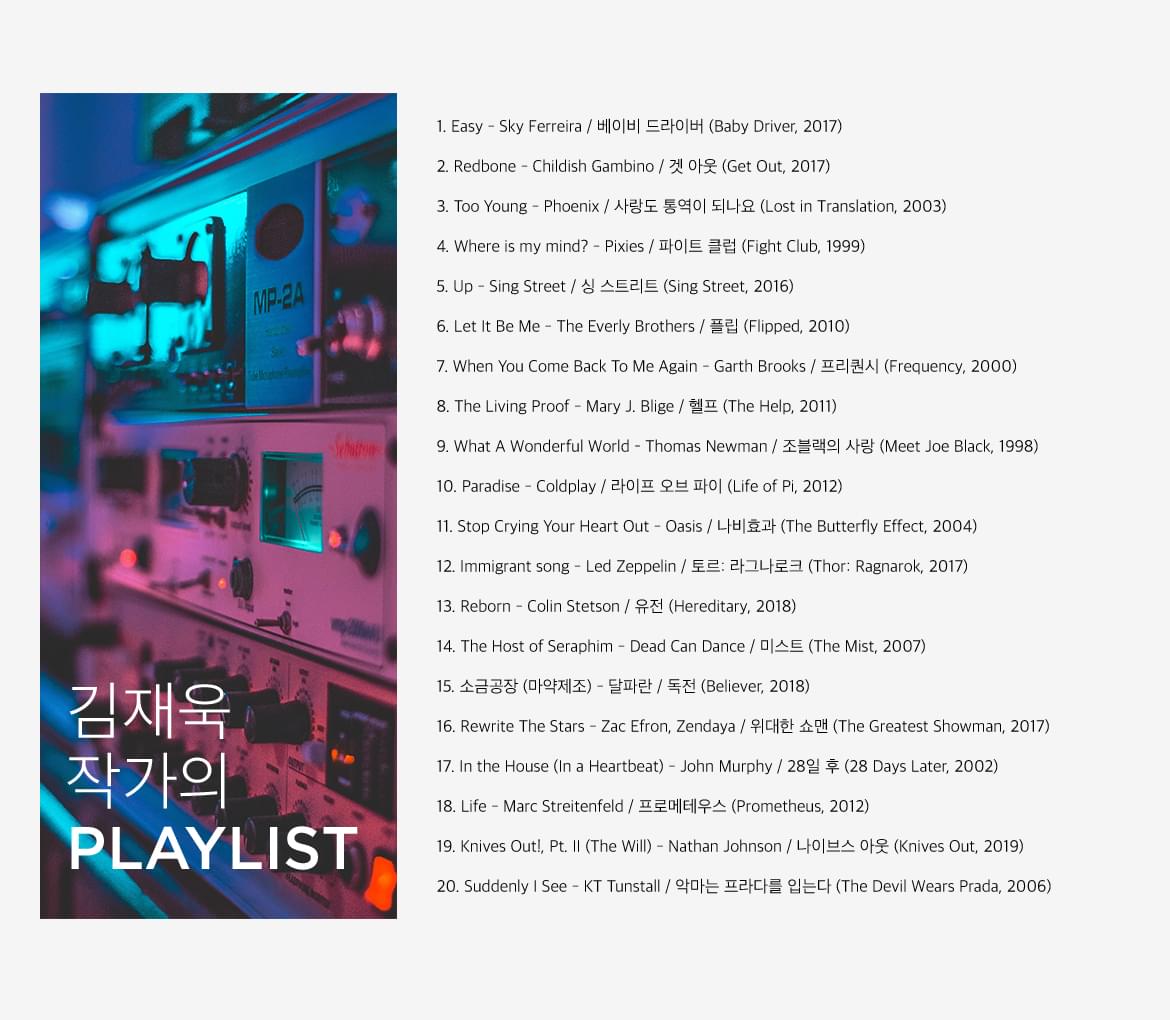 MP-2A
김재욱
작가의
PLAYLIST
1. Easy - Sky Ferreira / 베이비 드라이버 (Baby Driver, 2017)
2. Redbone - Childish Gambino / 겟 아웃 (Get Out, 2017)
3. Too Young - Phoenix / 사랑도 통역이 되나요 (Lost in Translation, 2003)
4. Where is my mind? - Pixies / 파이트 클럽 (Fight Club, 1999)
5. Up - Sing Street / 싱 스트리트 (Sing Street, 2016)
6. Let It Be Me - The Everly Brothers / 플립 (Flipped, 2010)
7. When You Come Back To Me Again - Garth Brooks / 프리퀀시 (Frequency, 2000)
8. The Living Proof - Mary J. Blige / 헬프 (The Help, 2011)
9. What A Wonderful World - Thomas Newman / 조블랙의 사랑 (Meet Joe Black, 1998)
10. Paradise - Coldplay / 라이프 오브 파이 (Life of Pi, 2012)
11. Stop Crying Your Heart Out - Oasis / 나비효과 (The Butterfly Effect, 2004)
12. Immigrant song - Led Zeppelin / 토르: 라그나로크 (Thor: Ragnarok, 2017)
13. Reborn - Colin Stetson / 유전 (Hereditary, 2018)
14. The Host of Seraphim - Dead Can Dance / 미스트 (The Mist, 2007)
15. 소금공장 (마약제조) - 달파란 / 독전 (Believer, 2018)
16. Rewrite The Stars - Zac Efron, Zendaya / 위대한 쇼맨 (The Greatest Showman, 2017)
17. In the House (In a Heartbeat) - John Murphy / 28일 후 (28 Days Later, 2002)
18. Life - Marc Streitenfeld / 프로메테우스 (Prometheus, 2012)
19. Knives Out!, Pt. II (The Will) - Nathan Johnson / 나이브스 아웃 (Knives Out, 2019)
20. Suddenly I See - KT Tunstall / 악마는 프라다를 입는다 (The Devil Wears Prada, 2006)